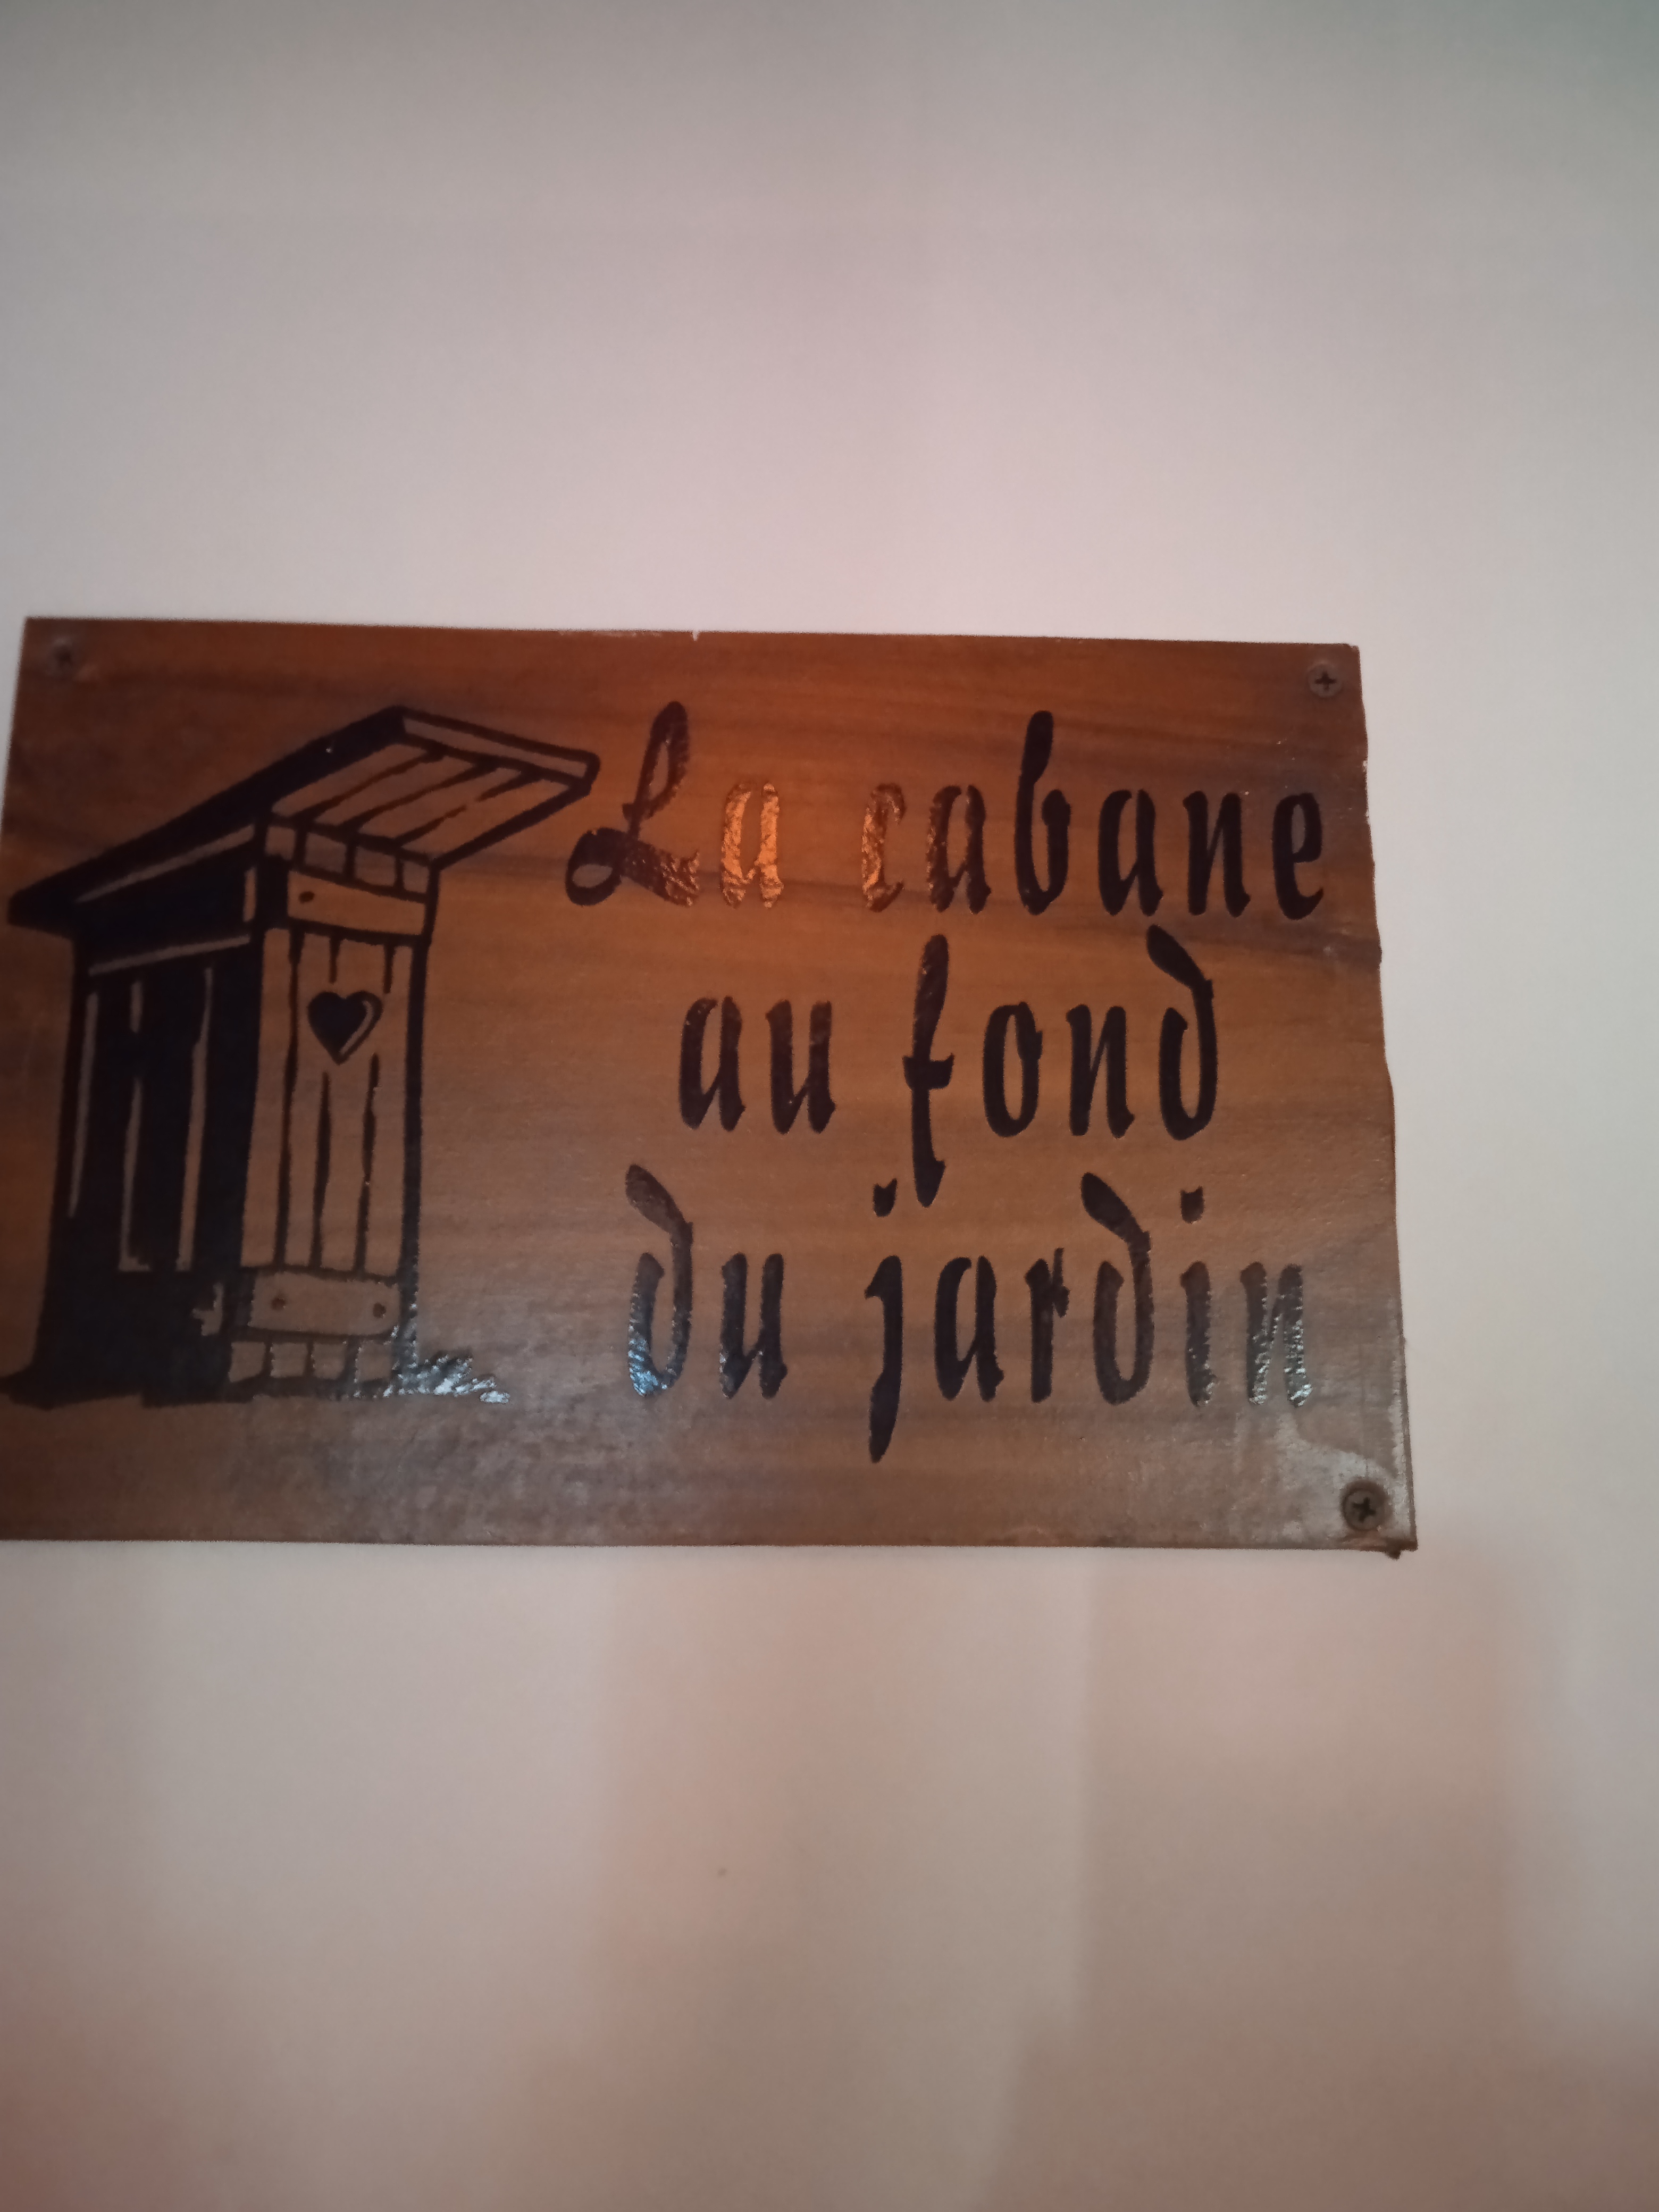 La cabane
au fond
du jardin